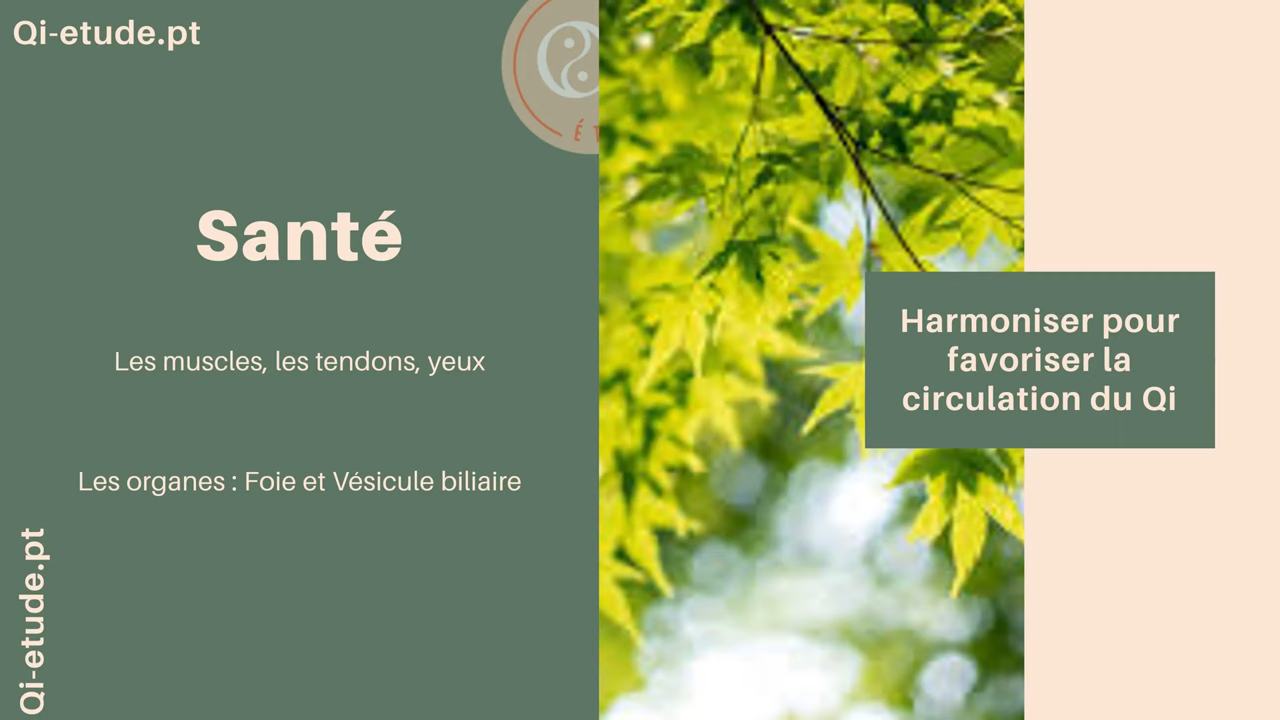 Qi-etude.pt
Santé
Les muscles, les tendons, yeux
Les organes : Foie et Vésicule biliaire
Qi-etude.pt
Harmoniser pour
favoriser la
circulation du Qi